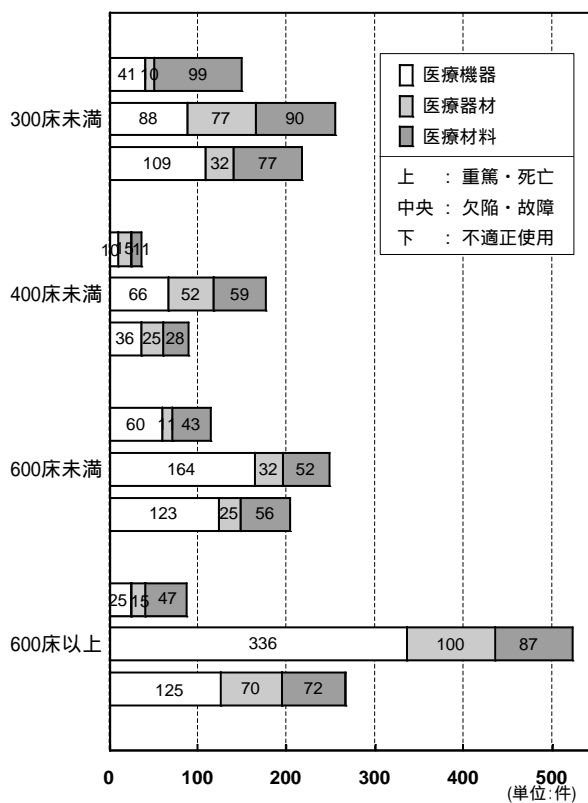 医療機器
医療器材
医療材料
上 : 重篤・死亡
中央 : 欠陥・故障
下 : 不適正使用
41 10 99
300床未満 88 77 90
109 32 77
10 15 11
400床未満 66 52 59
36 25 28
60 11 43
600床未満 164 32 52
123 25 56
25 15 47
600床以上 336 100 87
125 70 72
0 100 200 300 400 500
(単位:件)